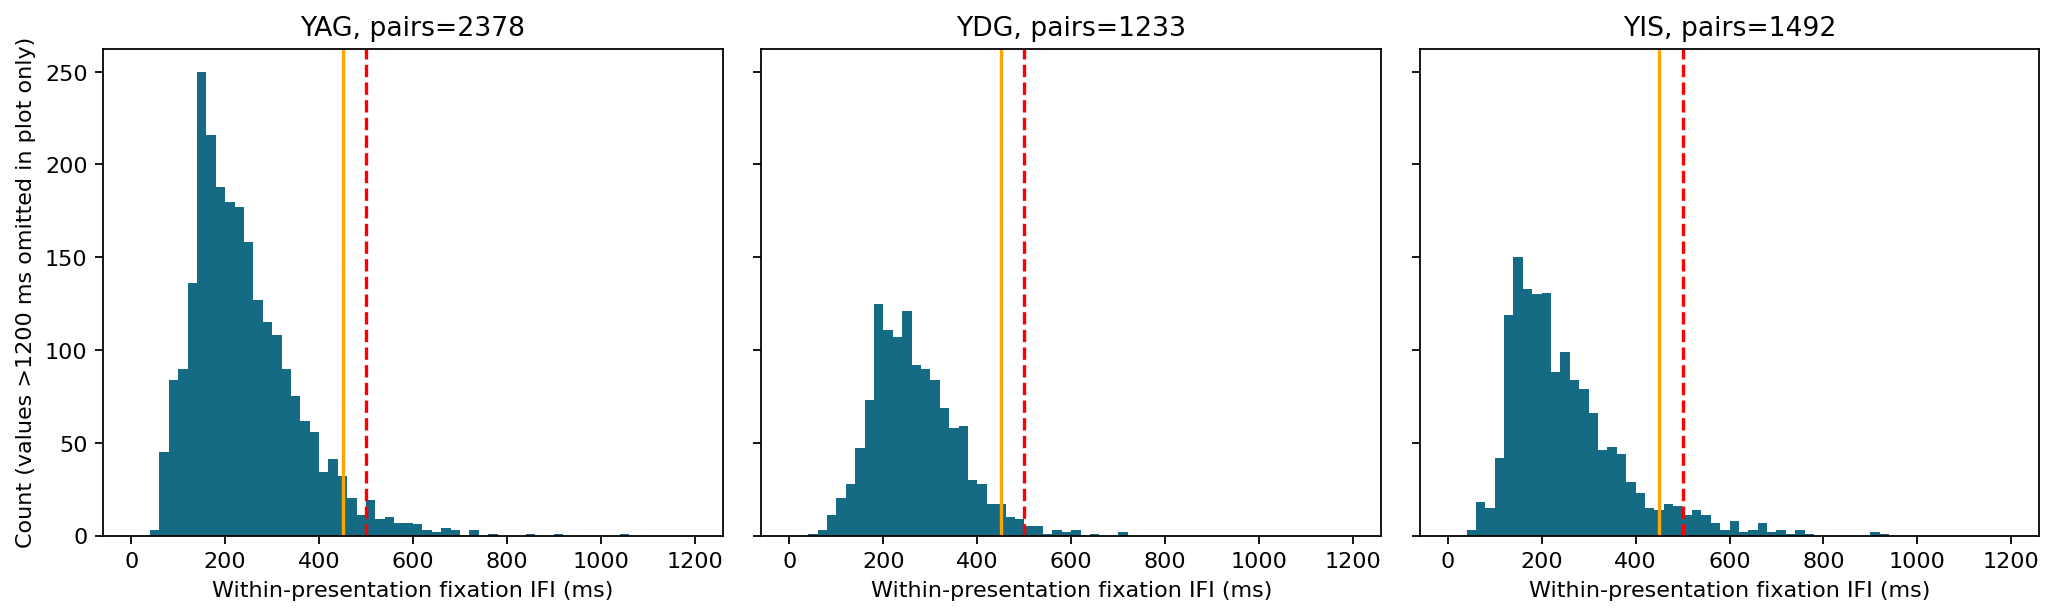 YAG, pairs=2378
YDG, pairs=1233
YIS, pairs=1492
Count (values >1200 ms omitted in plot only)
250
200
150
100
50
0
0 200 400 600 800 1000 1200
0 200 400 600 800 1000 1200
0 200 400 600 800 1000 1200
Within-presentation fixation IFI (ms)
Within-presentation fixation IFI (ms)
Within-presentation fixation IFI (ms)